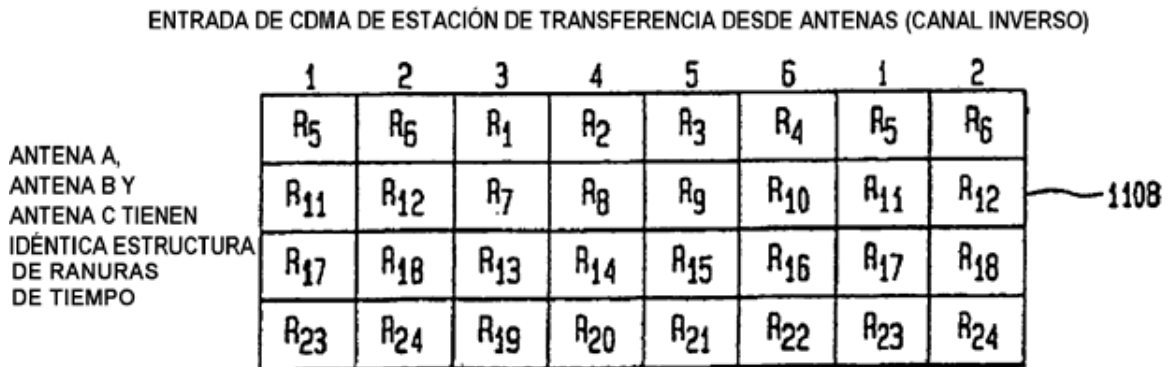 ENTRADA DE CDMA DE ESTACIÓN DE TRANSFERENCIA DESDE ANTENAS (CANAL INVERSO)
1 2 3 4 5 6 1 2
R5 R6 R1 R2 R3 R4 R5 R6
ANTENA A,
ANTENA B Y
ANTENA C TIENEN
IDÉNTICA ESTRUCTURA
DE RANURAS
DE TIEMPO
R11 R12 R7 R8 R9 R10 R11 R12
1108
R17 R18 R13 R14 R15 R16 R17 R18
R23 R24 R19 R20 R21 R22 R23 R24